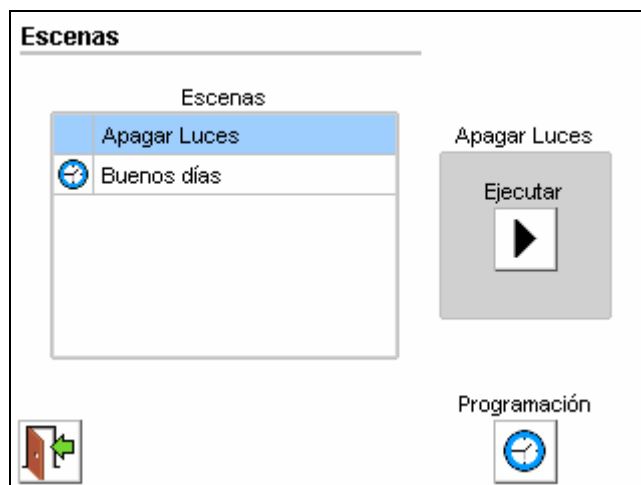 Escenas
Escenas
Apagar Luces
Buenos días
Apagar Luces
Ejecutar
Programación